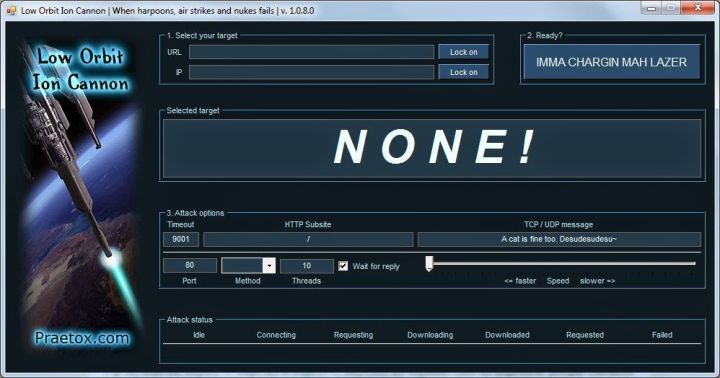 Low Orbit Ion Cannon | When harpoons, air strikes and nukes fails | v. 1.0.8.0
Low Orbit
Ion Cannon
Praetox.com
1. Select your target
URL
Lock on
IP
Lock on
2. Ready?
IMMA CHARGIN MAH LAZER
Selected target
NONE!
3. Attack options
Timeout HTTP Subsite TCP / UDP message
9001 / A cat is fine too. Desudesudesu~
80 10 Wait for reply
Port Method Threads <= faster Speed slower =>
Attack status
Idle Connecting Requesting Downloading Downloaded Requested Failed